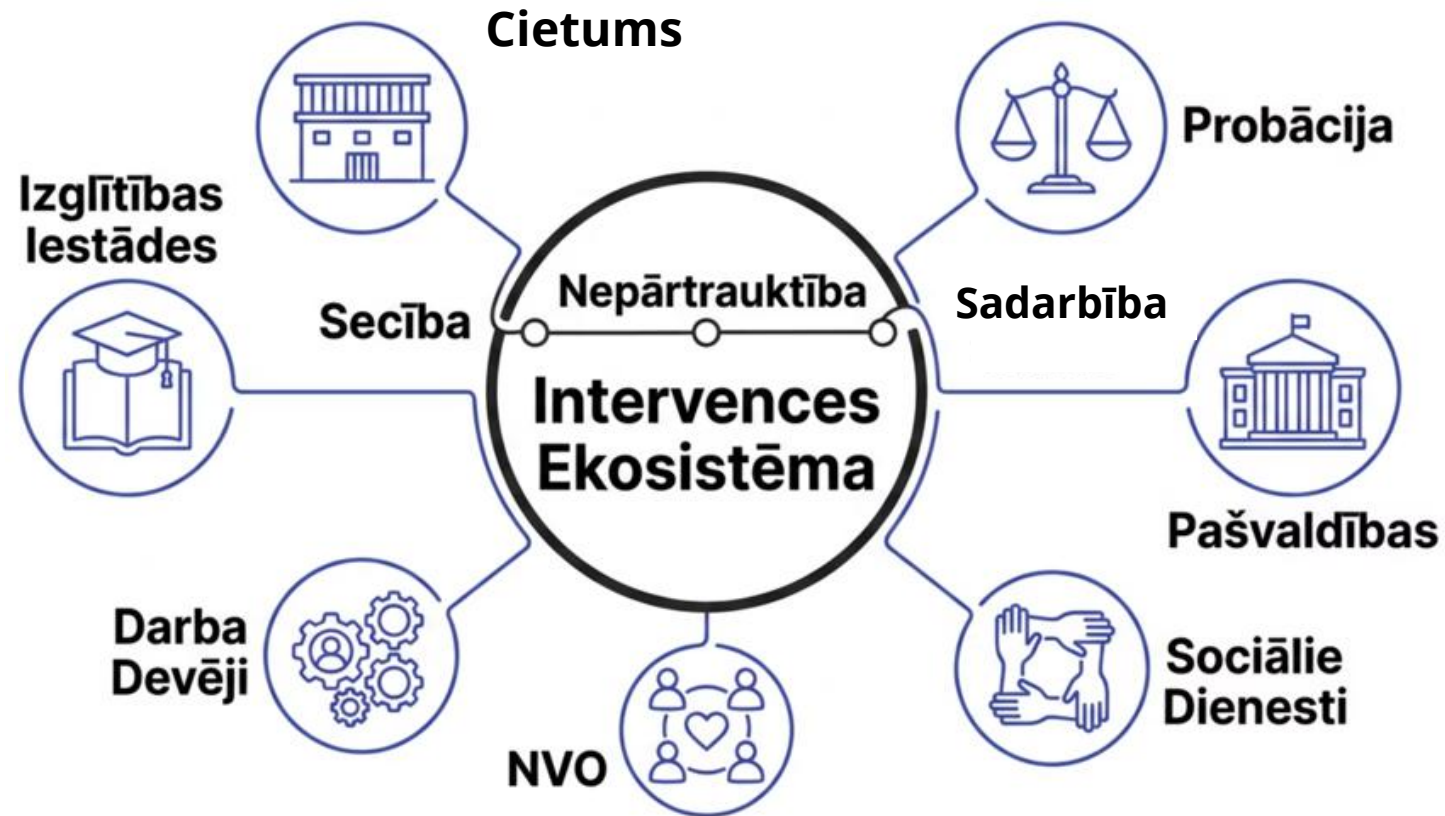 Cietums
Probācija
Izglītības
Iestādes
Nepārtrauktība
Secība
Sadarbība
Intervences
Ekosistēma
Pašvaldības
Darba
Devēji
Sociālie
Dienesti
NVO